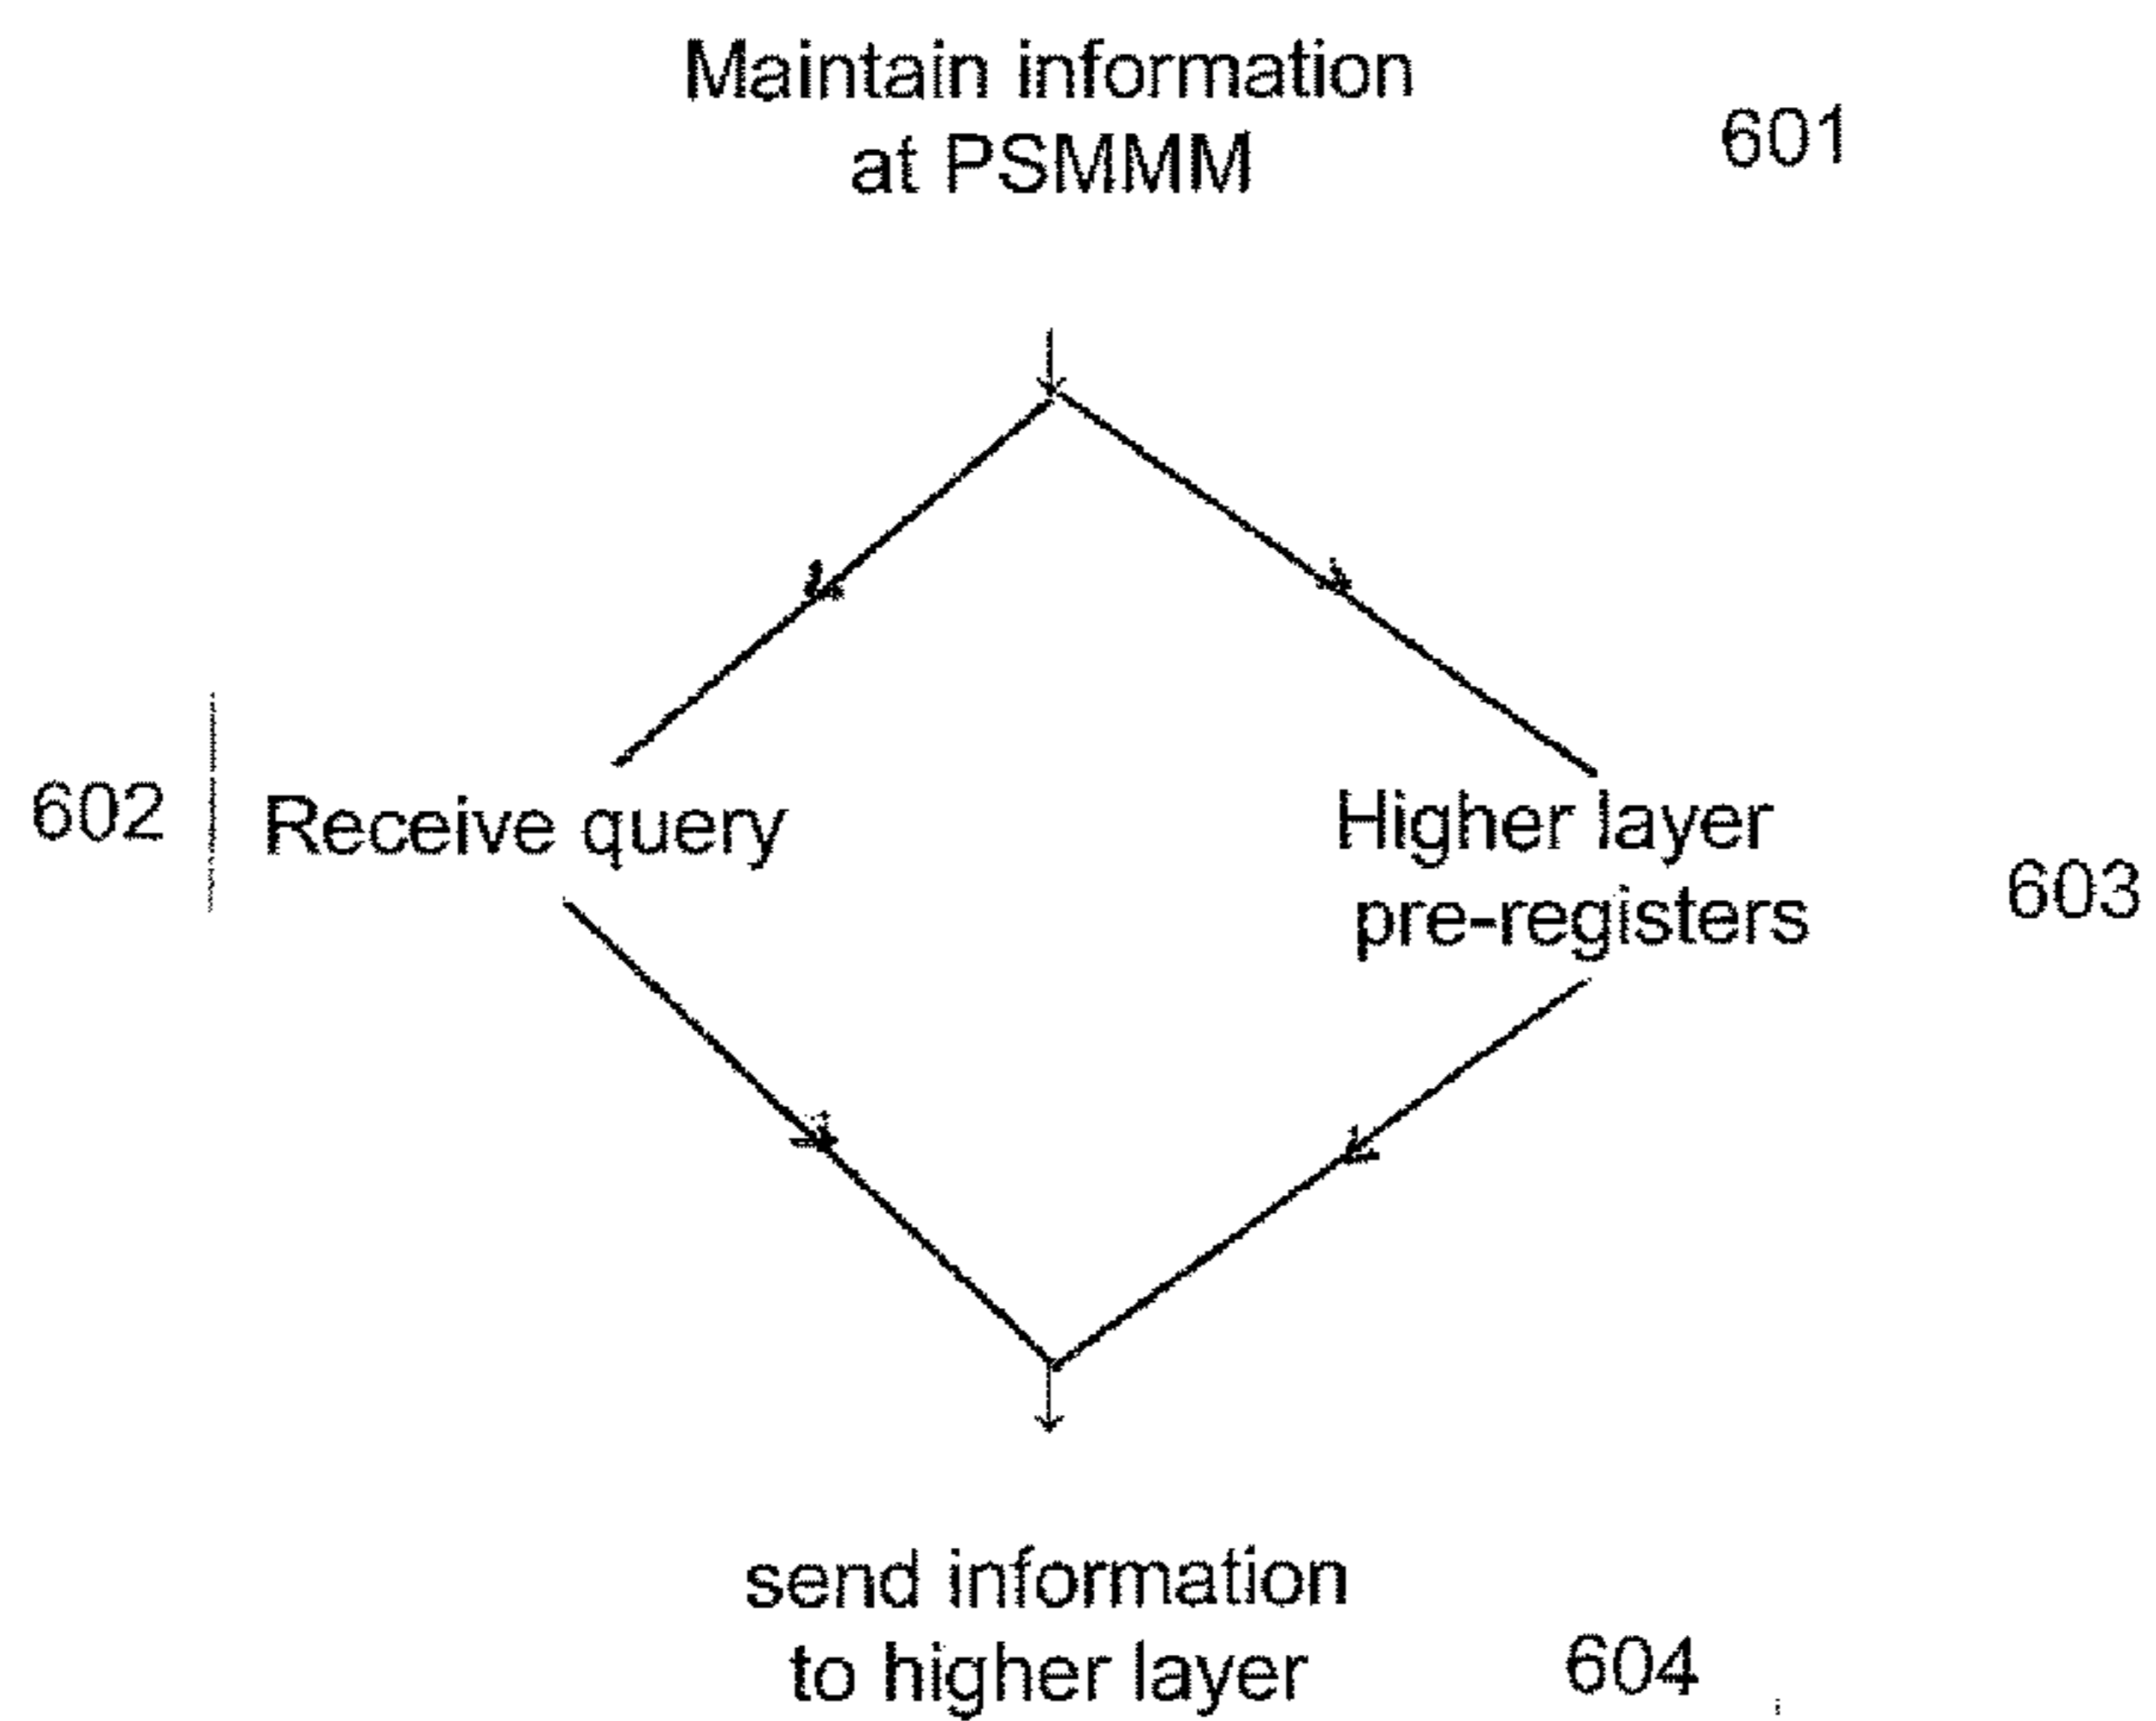 Maintain information
at PSMMM
601
602
Receive query
Higher layer
pre-registers
603
send information
to higher layer
604